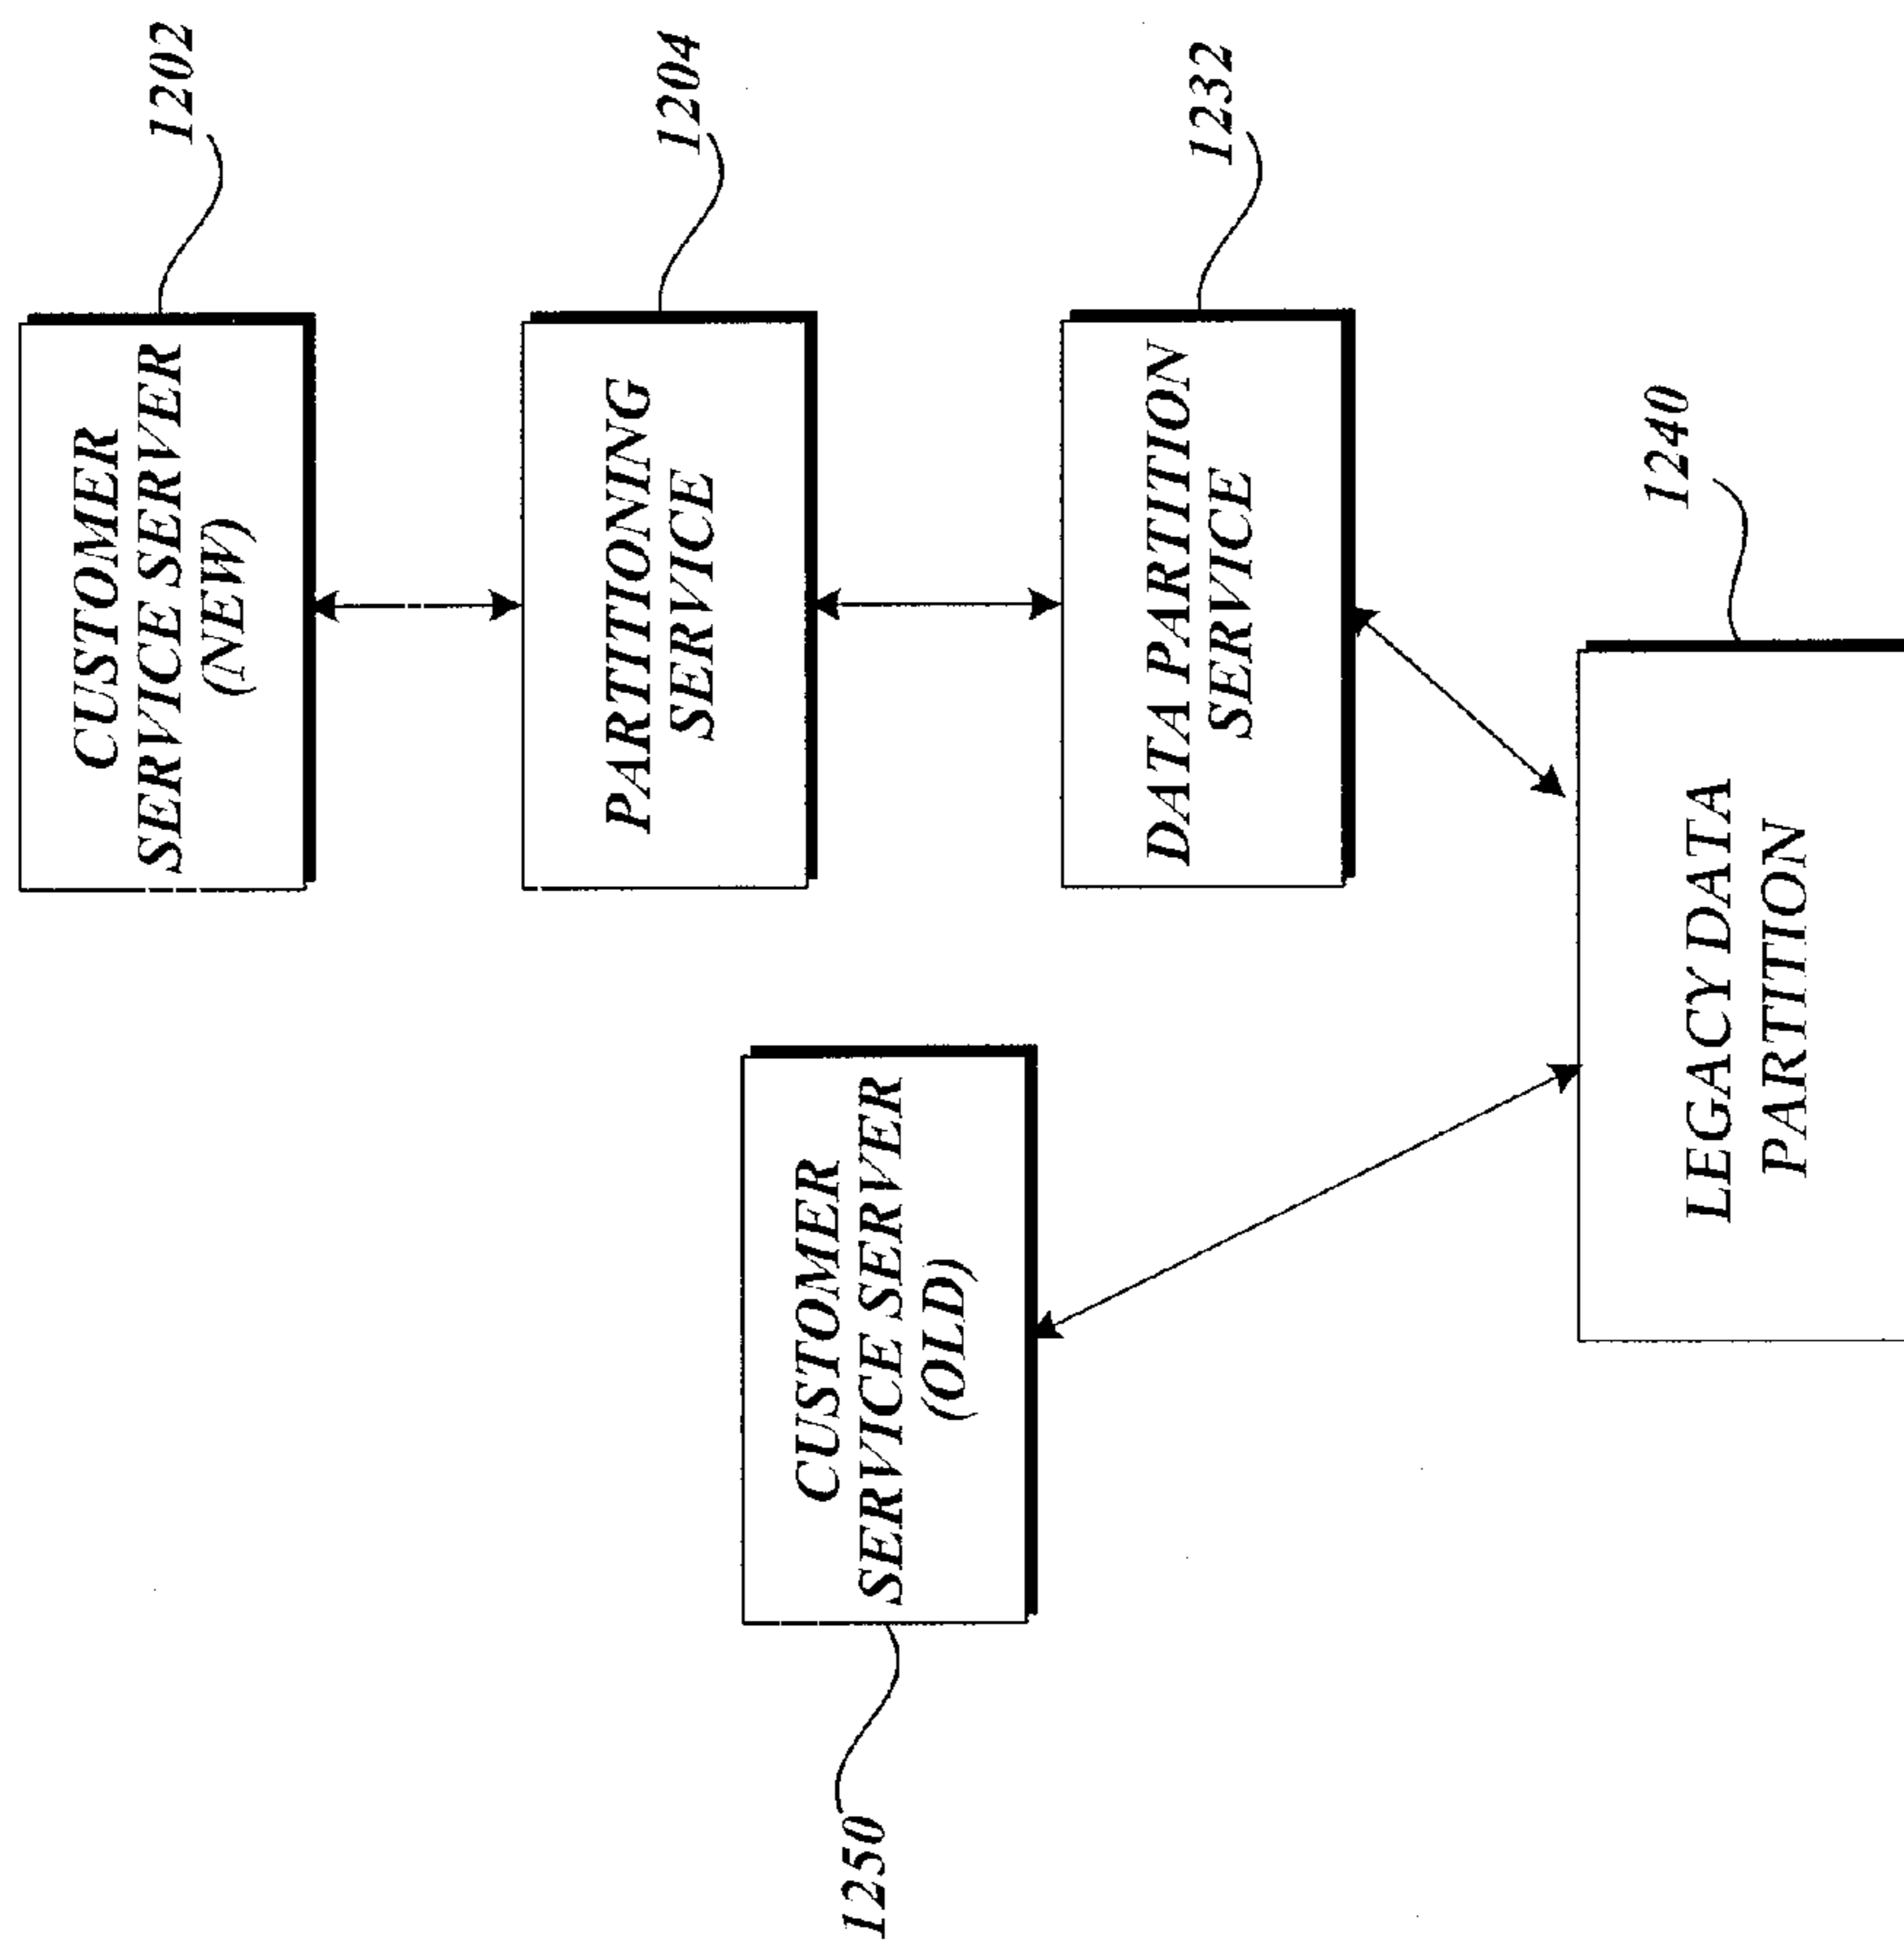 1202
CUSTOMER
SERVICE SERVER
(NEW)
1204
PARTITIONING
SERVICE
1232
DATA PARTITION
SERVICE
1250
CUSTOMER
SERVICE SERVER
(OLD)
1240
LEGACY DATA
PARTITION